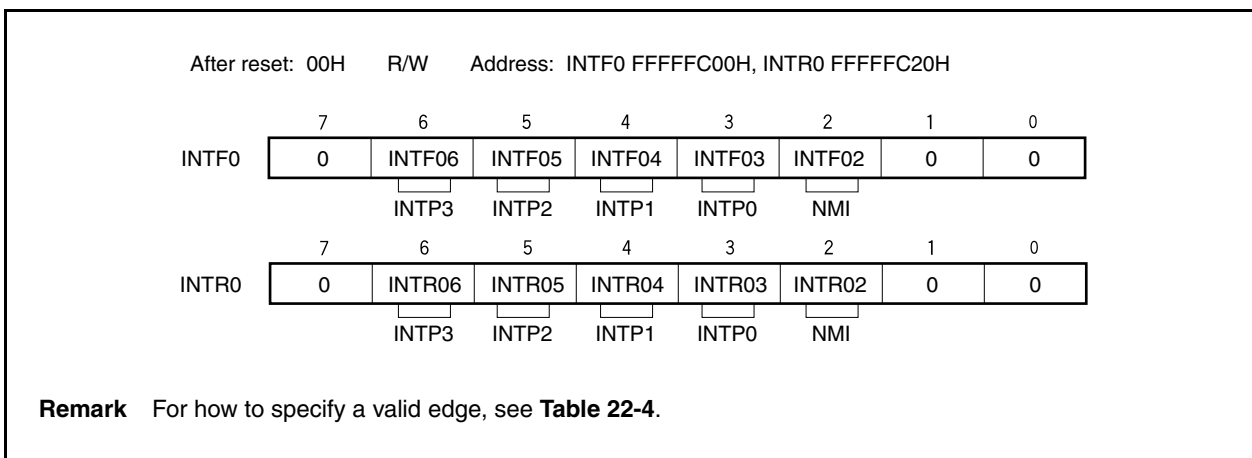 After reset: 00H R/W Address: INTF0 FFFFFC00H, INTR0 FFFFFC20H
7 6 5 4 3 2 1 0
INTF0 0 INTF06 INTF05 INTF04 INTF03 INTF02 0 0
INTP3 INTP2 INTP1 INTP0 NMI
7 6 5 4 3 2 1 0
INTR0 0 INTR06 INTR05 INTR04 INTR03 INTR02 0 0
INTP3 INTP2 INTP1 INTP0 NMI
Remark For how to specify a valid edge, see Table 22-4.